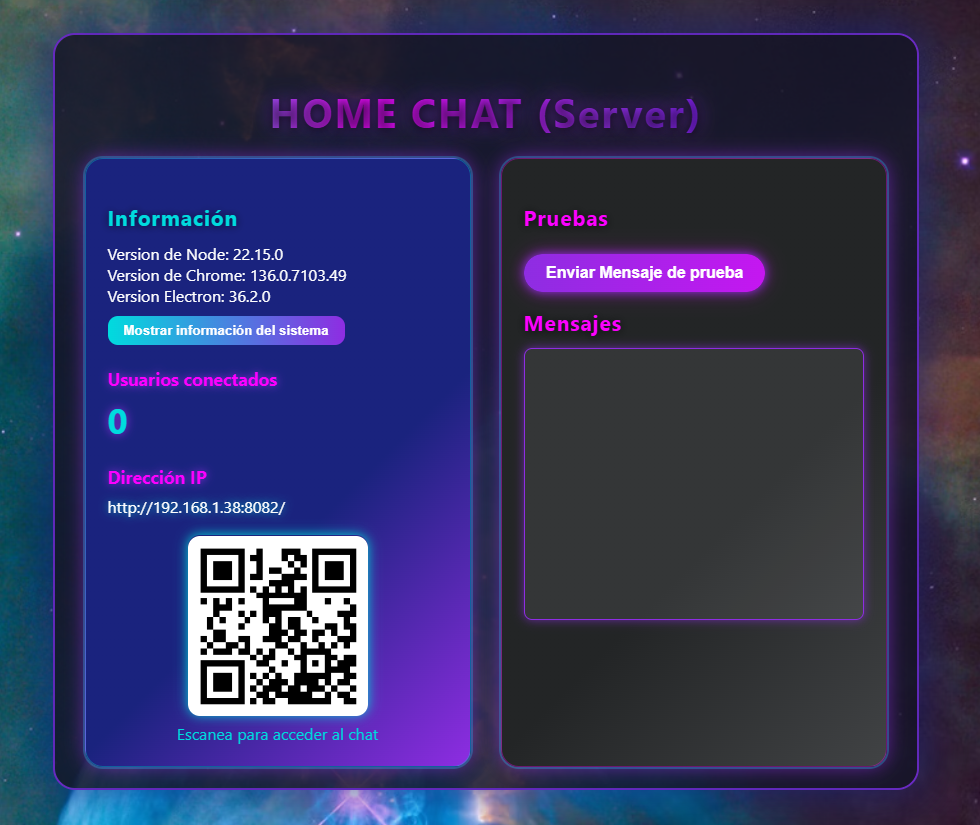 HOME CHAT (Server)
Información
Version de Node: 22.15.0
Version de Chrome: 136.0.7103.49
Version Electron: 36.2.0
Mostrar información del sistema
Usuarios conectados
0
Dirección IP
http://192.168.1.38:8082/
Escanea para acceder al chat
Pruebas
Enviar Mensaje de prueba
Mensajes